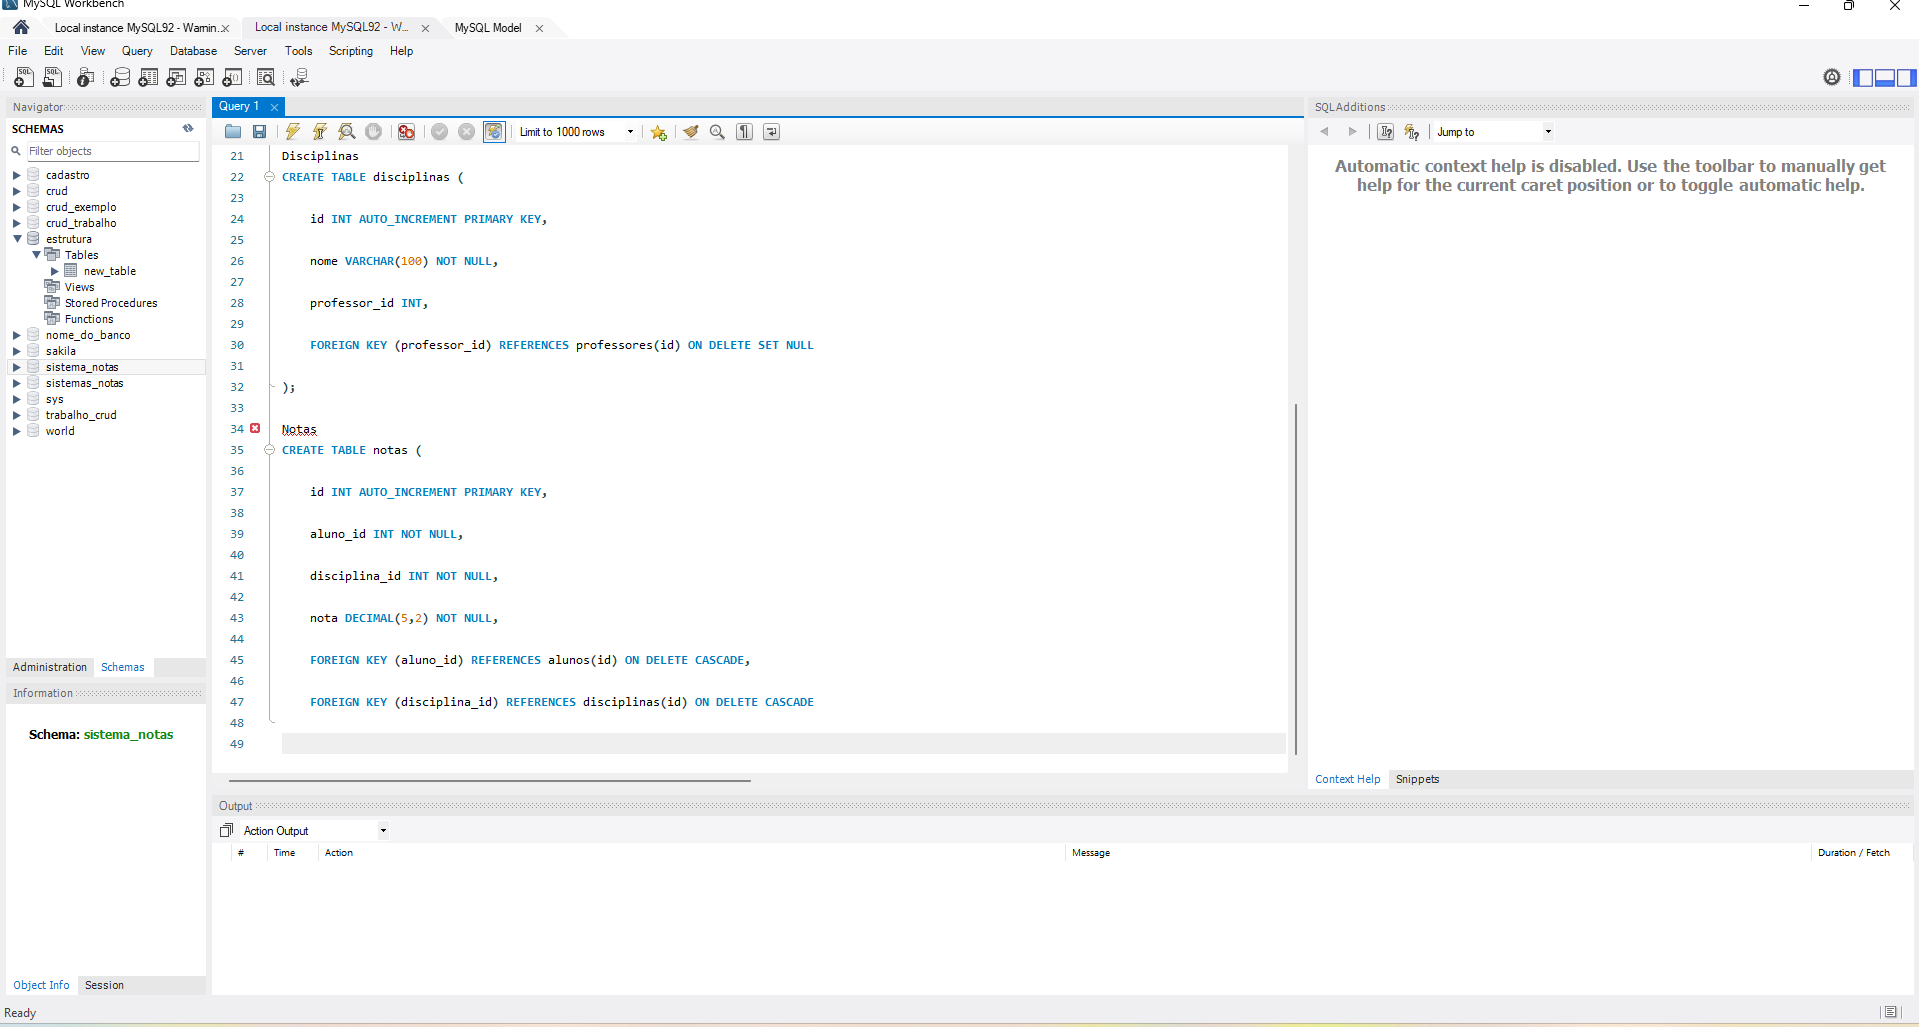 MySQL Workbench
Local instance MySQL92 - Warnin.
Local instance MySQL92 - W...
MySQL Model
File Edit View Query Database Server Tools Scripting Help
Navigator
SCHEMAS
Filter objects
cadastro
crud
crud_exemplo
crud_trabalho
estrutura
Tables
new_table
Views
Stored Procedures
Functions
nome_do_banco
sakila
sistema_notas
sistemas_notas
sys
trabalho_crud
world
Administration Schemas
Information
Schema: sistema_notas
Object Info Session
Query 1
Limit to 1000 rows
21 Disciplinas
22 CREATE TABLE disciplinas (
23
24 id INT AUTO_INCREMENT PRIMARY KEY,
25
26 nome VARCHAR(100) NOT NULL,
27
28 professor_id INT,
29
30 FOREIGN KEY (professor_id) REFERENCES professores(id) ON DELETE SET NULL
31
32 );
33
34 Notas
35 CREATE TABLE notas (
36
37 id INT AUTO_INCREMENT PRIMARY KEY,
38
39 aluno_id INT NOT NULL,
40
41 disciplina_id INT NOT NULL,
42
43 nota DECIMAL(5,2) NOT NULL,
44
45 FOREIGN KEY (aluno_id) REFERENCES alunos(id) ON DELETE CASCADE,
46
47 FOREIGN KEY (disciplina_id) REFERENCES disciplinas(id) ON DELETE CASCADE
48
49
SQLAdditions
Jump to
Automatic context help is disabled. Use the toolbar to manually get
help for the current caret position or to toggle automatic help.
Context Help Snippets
Output
Action Output
# Time Action Message Duration / Fetch
Ready